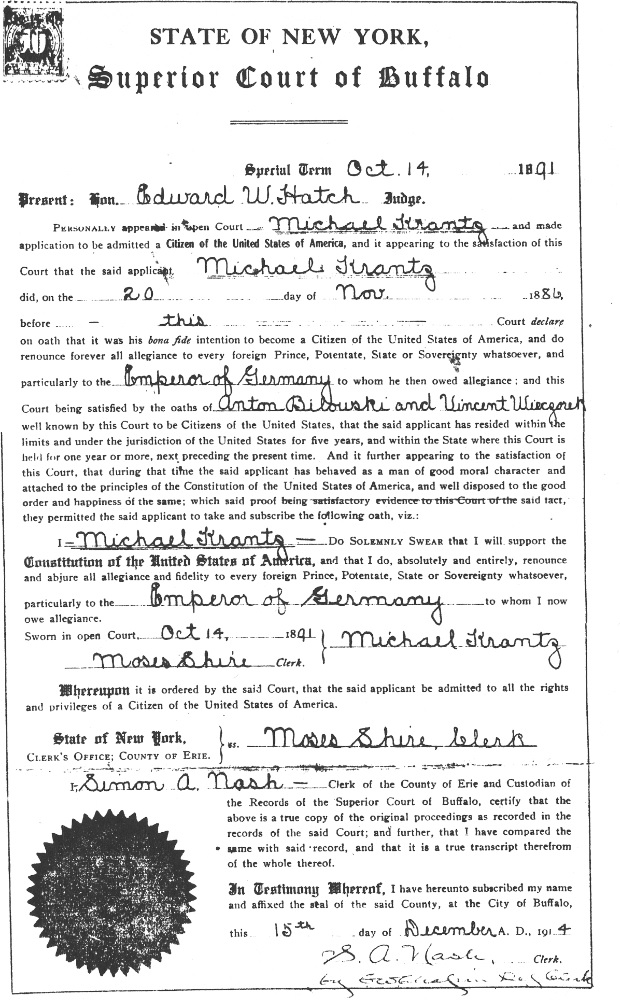 10
STATE OF NEW YORK,
Superior Court of Buffalo
Special Term Oct. 14, 1891
Present: Hon. Edward W. Hatch Judge.
PERSONALLY appeared in open Court Michael Krantz and made
application to be admitted a Citizen of the United States of America, and it appearing to the satisfaction of this
Court that the said applicant, Michael Krantz
did, on the 20 day of Nov. 1886,
before — this Court declare
on oath that it was his bona fide intention to become a Citizen of the United States of America, and do
renounce forever all allegiance to every foreign Prince, Potentate, State or Sovereignty whatsoever, and
particularly to the Emperor of Germany to whom he then owed allegiance; and this
Court being satisfied by the oaths of Anton Bilowski and Vincent Wieczorek
well known by this Court to be Citizens of the United States, that the said applicant has resided within the
limits and under the jurisdiction of the United States for five years, and within the State where this Court is
held for one year or more, next preceding the present time. And it further appearing to the satisfaction of
this Court, that during that time the said applicant has behaved as a man of good moral character and
attached to the principles of the Constitution of the United States of America, and well disposed to the good
order and happiness of the same; which said proof being satisfactory evidence to this Court of the said fact,
they permitted the said applicant to take and subscribe the following oath, viz.:
I — Michael Krantz — DO SOLEMNLY SWEAR that I will support the
Constitution of the United States of America, and that I do, absolutely and entirely, renounce
and abjure all allegiance and fidelity to every foreign Prince, Potentate, State or Sovereignty whatsoever,
particularly to the Emperor of Germany to whom I now
owe allegiance.
Sworn in open Court, Oct 14, 1891 } Michael Krantz
Moses Shire Clerk.
Whereupon it is ordered by the said Court, that the said applicant be admitted to all the rights
and privileges of a Citizen of the United States of America.
State of New York, } ss. Moses Shire, Clerk
CLERK'S OFFICE; COUNTY OF ERIE.
I, Simon A. Nash — Clerk of the County of Erie and Custodian of
the Records of the Superior Court of Buffalo, certify that the
above is a true copy of the original proceedings as recorded in the
records of the said Court; and further, that I have compared the
same with said record, and that it is a true transcript therefrom
of the whole thereof.
In Testimony Whereof, I have hereunto subscribed my name
and affixed the seal of the said County, at the City of Buffalo,
this 15th day of December A. D., 1914
S. A. Nash, Clerk.
by